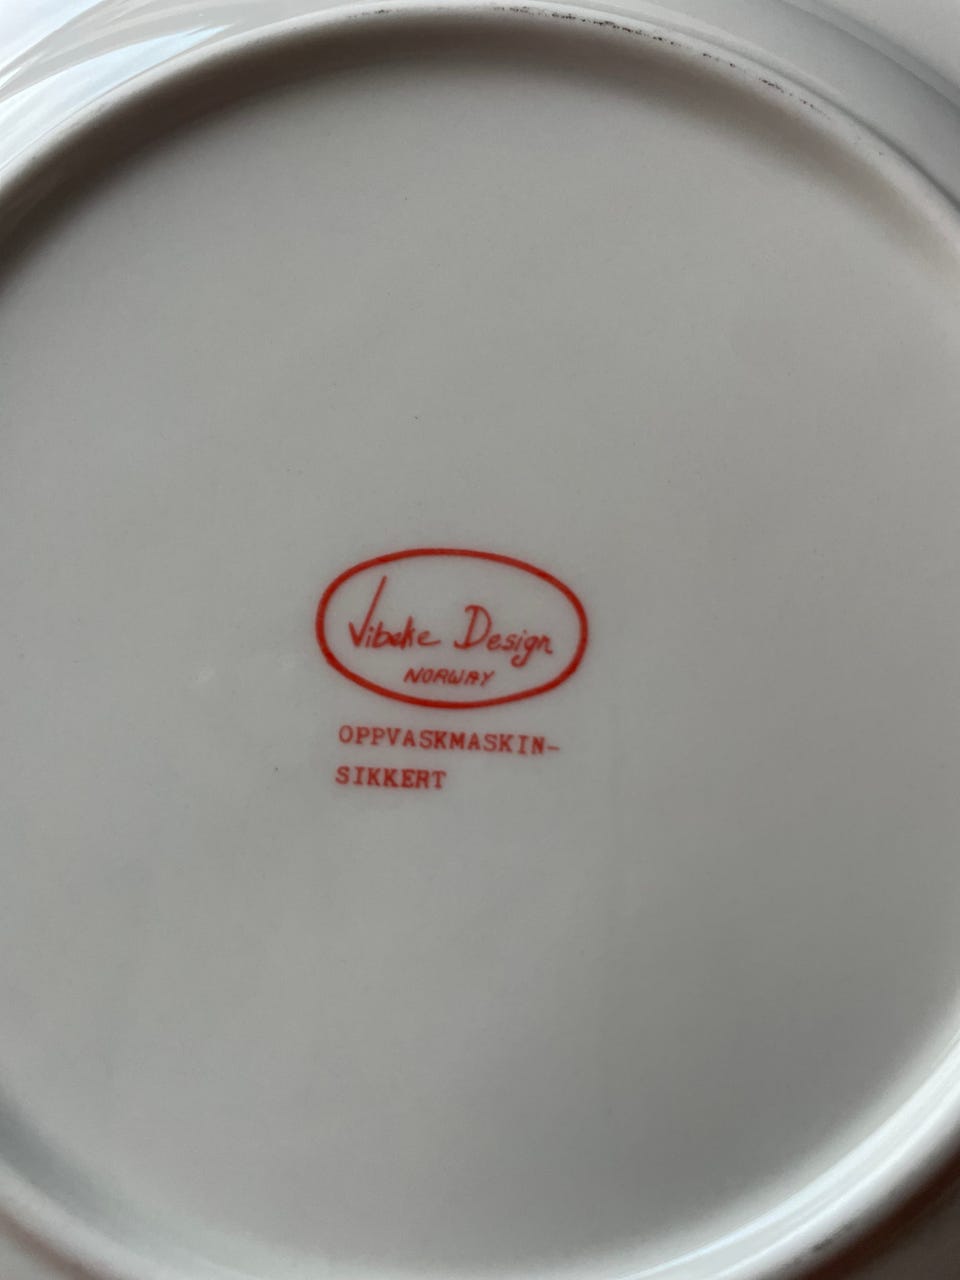 Vibeke Design
NORWAY
OPPVASKMASKIN-
SIKKERT